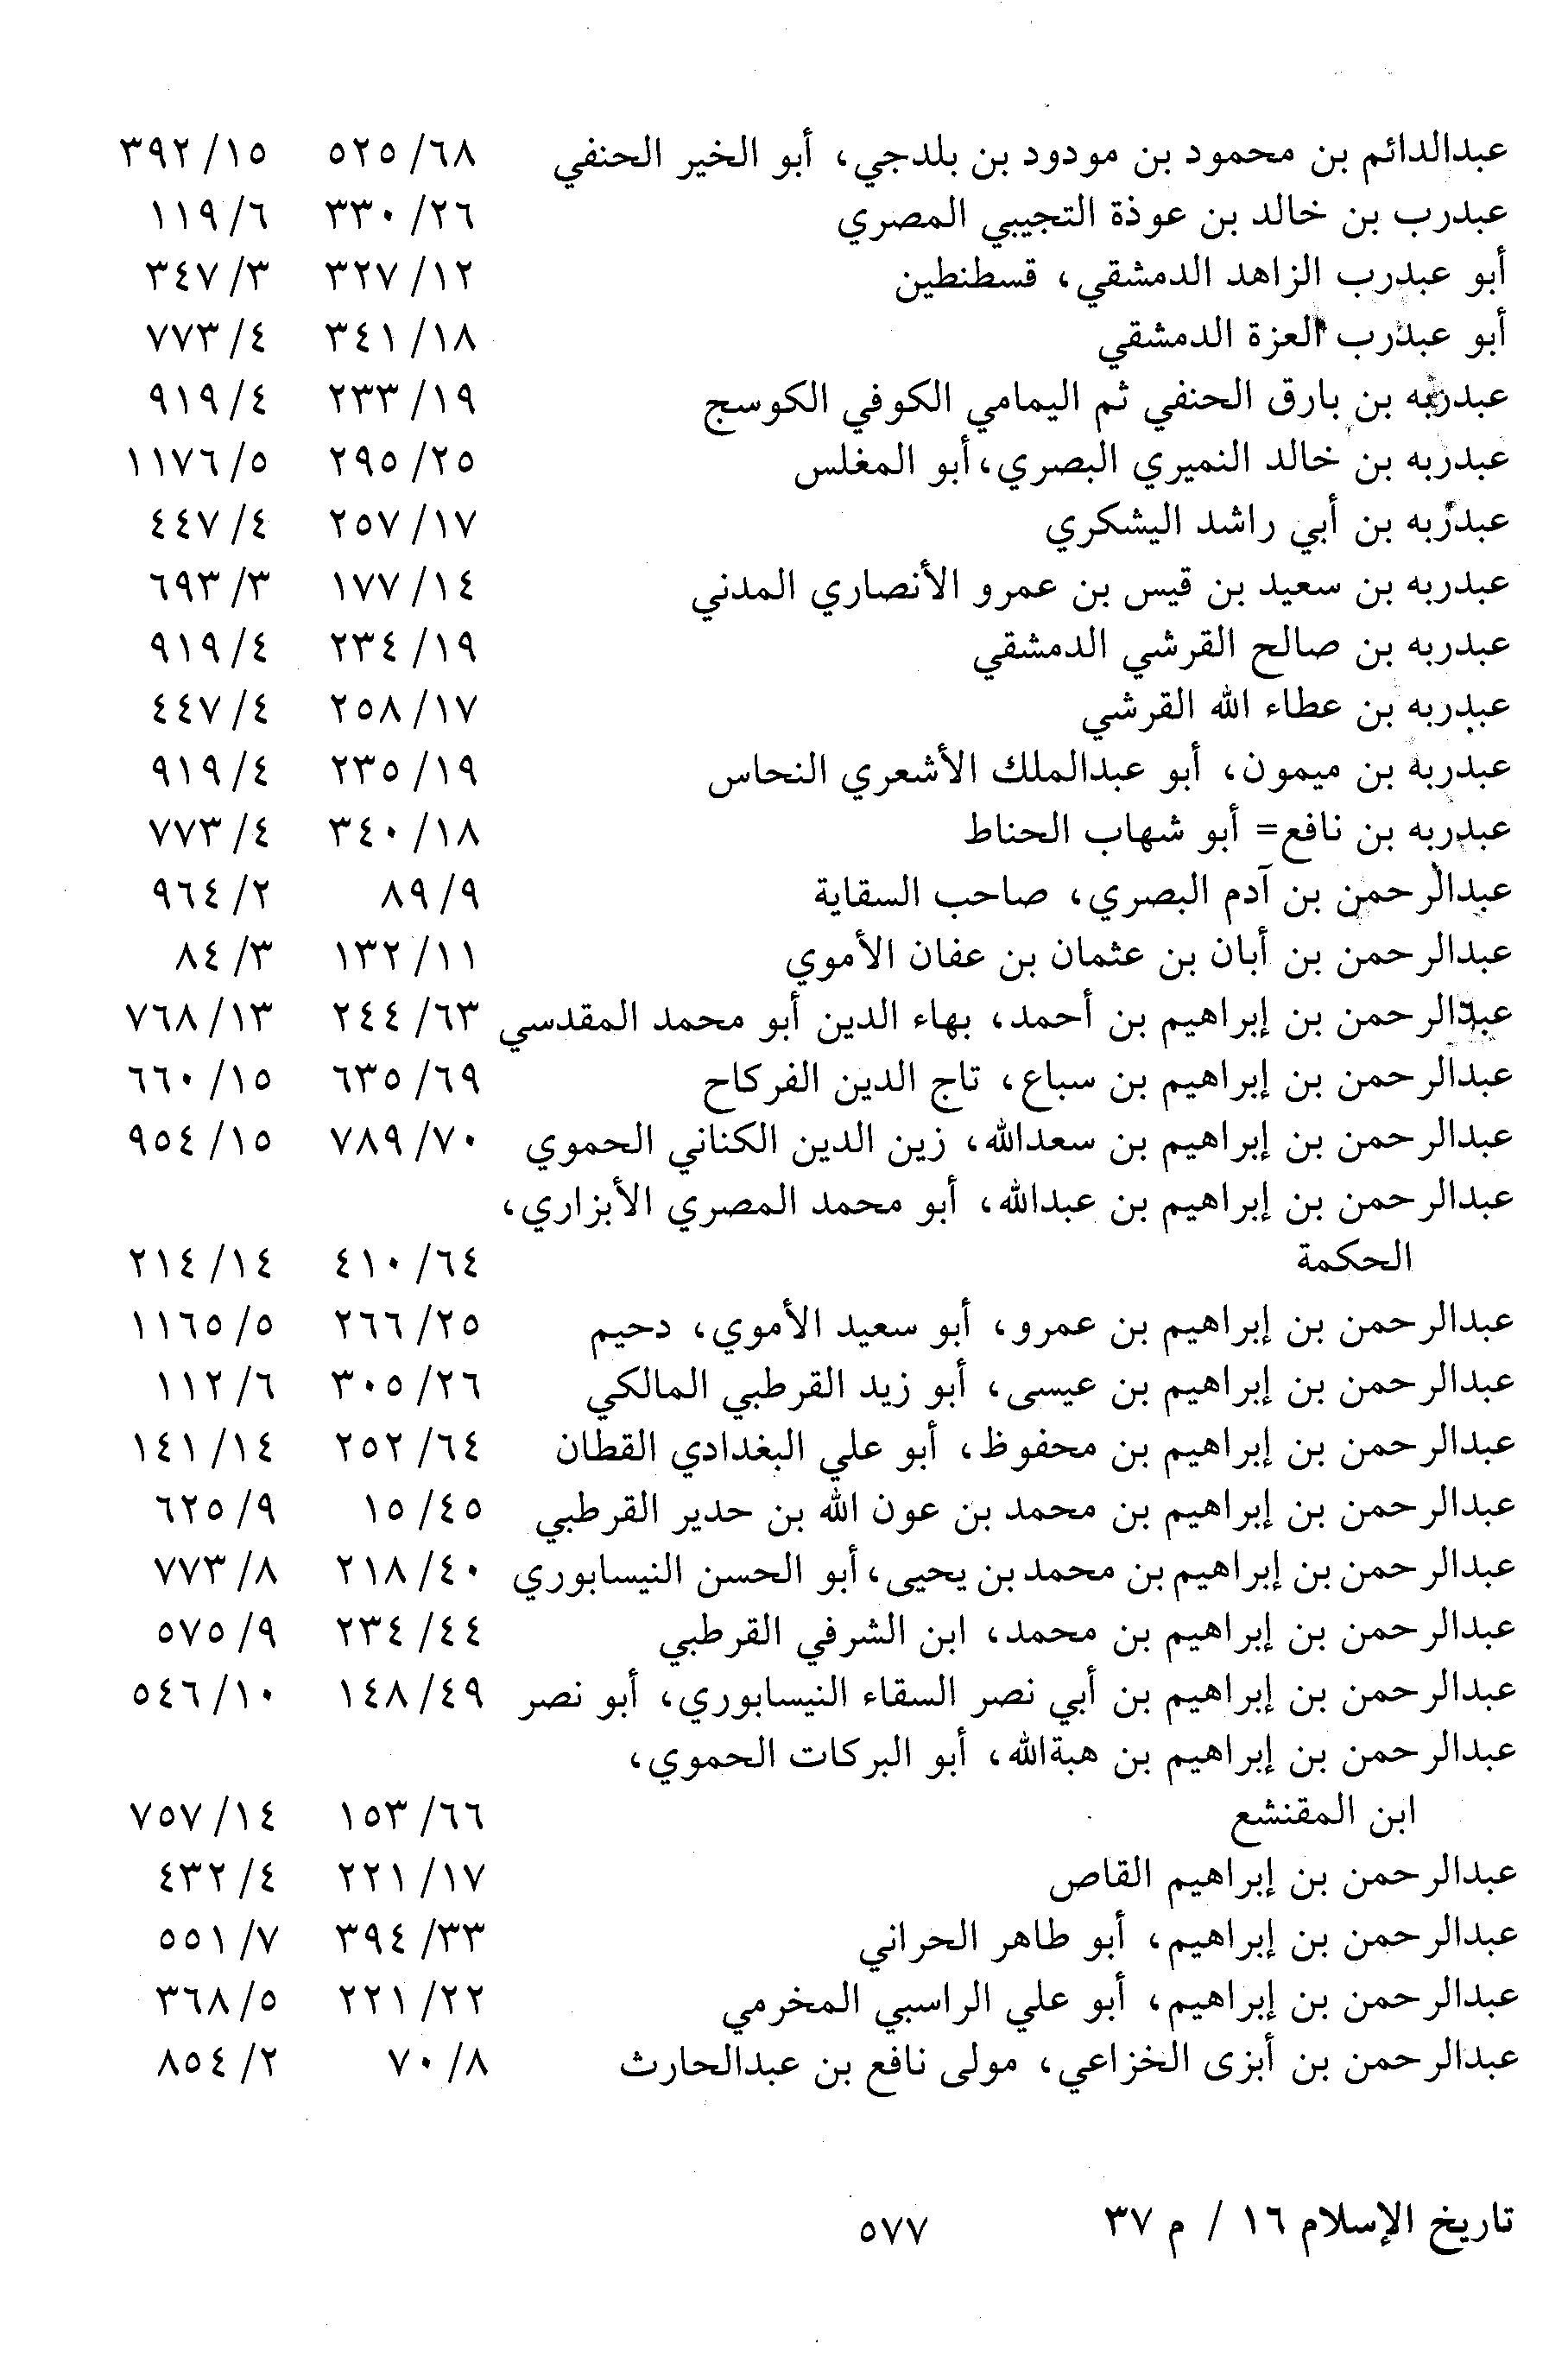 عبدالدائم بن محمود بن مودود بن بلدجي، أبو الخير الحنفي ٦٨/ ٥٢٥ ١٥/ ٣٩٢
عبدرب بن خالد بن عوذة التجيبي المصري ٢٦/ ٣٣٠ ٦/ ١١٩
أبو عبدرب الزاهد الدمشقي، قسطنطين ١٢/ ٣٢٧ ٣/ ٣٤٧
أبو عبدرب العزة الدمشقي ١٨/ ٣٤١ ٤/ ٧٧٣
عبدربه بن بارق الحنفي ثم اليمامي الكوفي الكوسج ١٩/ ٢٣٣ ٤/ ٩١٩
عبدربه بن خالد النميري البصري،أبو المغلس ٢٥/ ٢٩٥ ٥/ ١١٧٦
عبدربه بن أبي راشد اليشكري ١٧/ ٢٥٧ ٤/ ٤٤٧
عبدربه بن سعيد بن قيس بن عمرو الأنصاري المدني ١٤/ ١٧٧ ٣/ ٦٩٣
عبدربه بن صالح القرشي الدمشقي ١٩/ ٢٣٤ ٤/ ٩١٩
عبدربه بن عطاء الله القرشي ١٧/ ٢٥٨ ٤/ ٤٤٧
عبدربه بن ميمون، أبو عبدالملك الأشعري النحاس ١٩/ ٢٣٥ ٤/ ٩١٩
عبدربه بن نافع= أبو شهاب الحناط ١٨/ ٣٤٠ ٤/ ٧٧٣
عبدالرحمن بن آدم البصري، صاحب السقاية ٩/ ٨٩ ٢/ ٩٦٤
عبدالرحمن بن أبان بن عثمان بن عفان الأموي ١١/ ١٣٢ ٣/ ٨٤
عبدالرحمن بن إبراهيم بن أحمد، بهاء الدين أبو محمد المقدسي ٦٣/ ٢٤٤ ١٣/ ٧٦٨
عبدالرحمن بن إبراهيم بن سباع، تاج الدين الفركاح ٦٩/ ٦٣٥ ١٥/ ٦٦٠
عبدالرحمن بن إبراهيم بن سعدالله، زين الدين الكناني الحموي ٧٠/ ٧٨٩ ١٥/ ٩٥٤
عبدالرحمن بن إبراهيم بن عبدالله، أبو محمد المصري الأبزاري،
الحكمة ٦٤/ ٤١٠ ١٤/ ٢١٤
عبدالرحمن بن إبراهيم بن عمرو، أبو سعيد الأموي، دحيم ٢٥/ ٢٦٦ ٥/ ١١٦٥
عبدالرحمن بن إبراهيم بن عيسى، أبو زيد القرطبي المالكي ٢٦/ ٣٠٥ ٦/ ١١٢
عبدالرحمن بن إبراهيم بن محفوظ، أبو علي البغدادي القطان ٦٤/ ٢٥٢ ١٤/ ١٤١
عبدالرحمن بن إبراهيم بن محمد بن عون الله بن حدير القرطبي ٤٥/ ١٥ ٩/ ٦٢٥
عبدالرحمن بن إبراهيم بن محمد بن يحيى،أبو الحسن النيسابوري ٤٠/ ٢١٨ ٨/ ٧٧٣
عبدالرحمن بن إبراهيم بن محمد، ابن الشرفي القرطبي ٤٤/ ٢٣٤ ٩/ ٥٧٥
عبدالرحمن بن إبراهيم بن أبي نصر السقاء النيسابوري، أبو نصر ٤٩/ ١٤٨ ١٠/ ٥٤٦
عبدالرحمن بن إبراهيم بن هبةالله، أبو البركات الحموي،
ابن المقنشع ٦٦/ ١٥٣ ١٤/ ٧٥٧
عبدالرحمن بن إبراهيم القاص ١٧/ ٢٢١ ٤/ ٤٣٢
عبدالرحمن بن إبراهيم، أبو طاهر الحراني ٣٣/ ٣٩٤ ٧/ ٥٥١
عبدالرحمن بن إبراهيم، أبو علي الراسبي المخرمي ٢٢/ ٢٢١ ٥/ ٣٦٨
عبدالرحمن بن أبزى الخزاعي، مولى نافع بن عبدالحارث ٨/ ٧٠ ٢/ ٨٥٤
تاريخ الإسلام ١٦ / م ٣٧ ٥٧٧